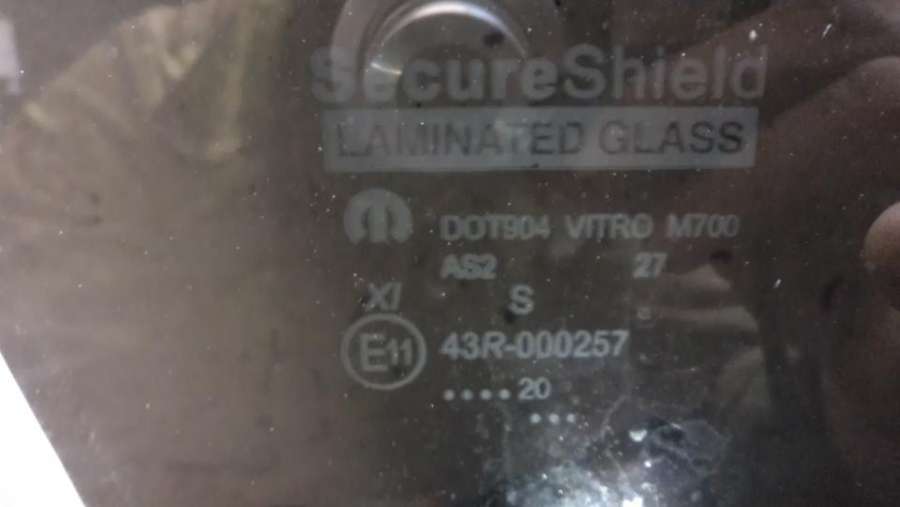 SecureShield
LAMINATED GLASS
DOT904 VITRO M700
AS2 27
XI S
E11 43R-000257
....20
...